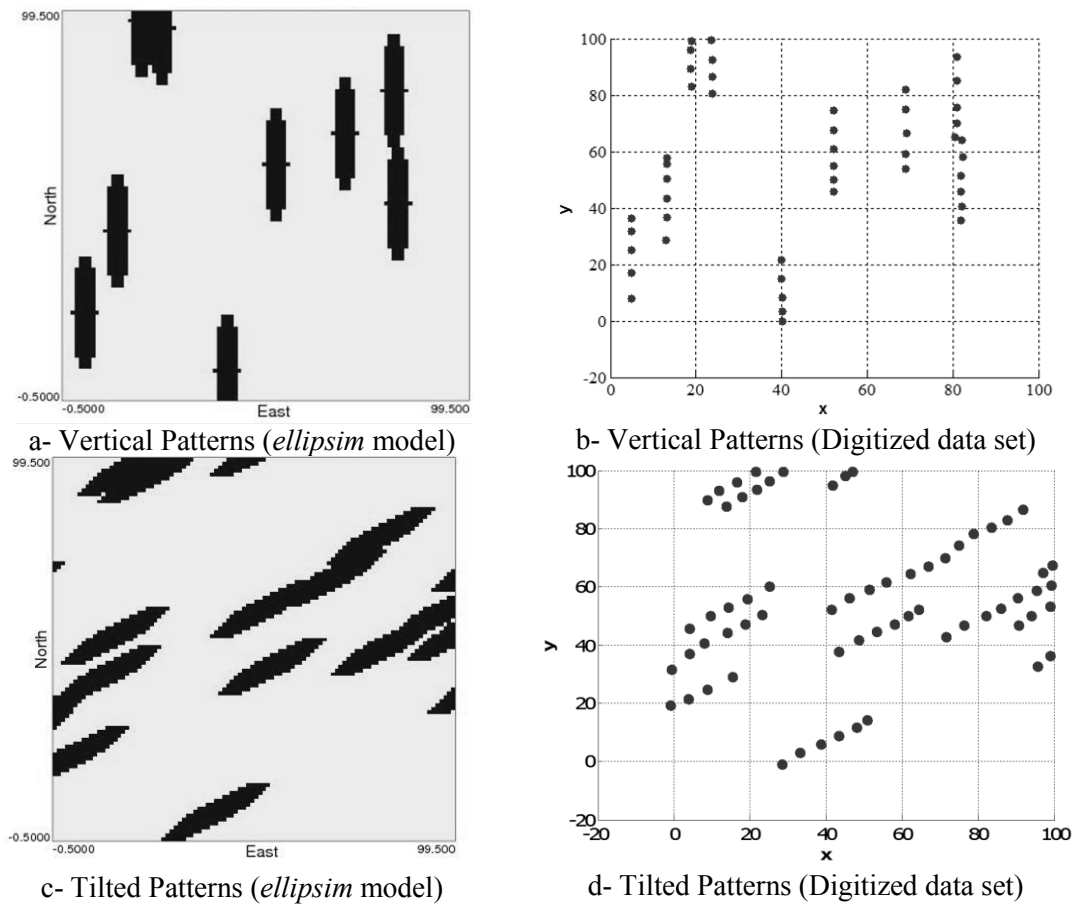 99.500
North
-0.5000
-0.5000 East 99.500
a- Vertical Patterns (ellipsim model)
100
80
60
40
20
0
-20
y
0 20 40 60 80 100
x
b- Vertical Patterns (Digitized data set)
99.500
North
-0.5000
-0.5000 East 99.500
c- Tilted Patterns (ellipsim model)
100
80
60
40
20
0
-20
y
-20 0 20 40 60 80 100
x
d- Tilted Patterns (Digitized data set)